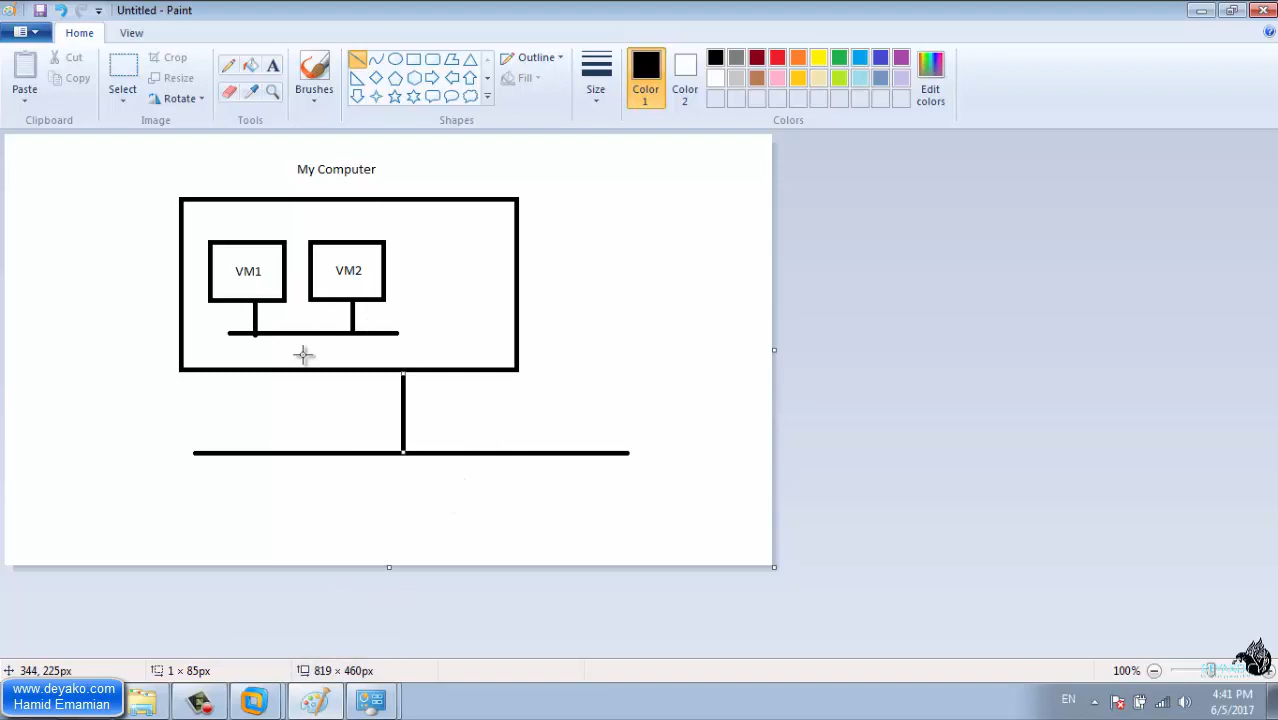 Untitled - Paint
Home
View
Paste
Cut
Copy
Clipboard
Select
Crop
Resize
Rotate
Image
Tools
Brushes
Outline
Fill
Shapes
Size
Color
1
Color
2
Edit
colors
Colors
My Computer
VM1
VM2
344, 225px
1 × 85px
819 × 460px
100%
www.deyako.com
Hamid Emamian
EN
4:41 PM
6/5/2017